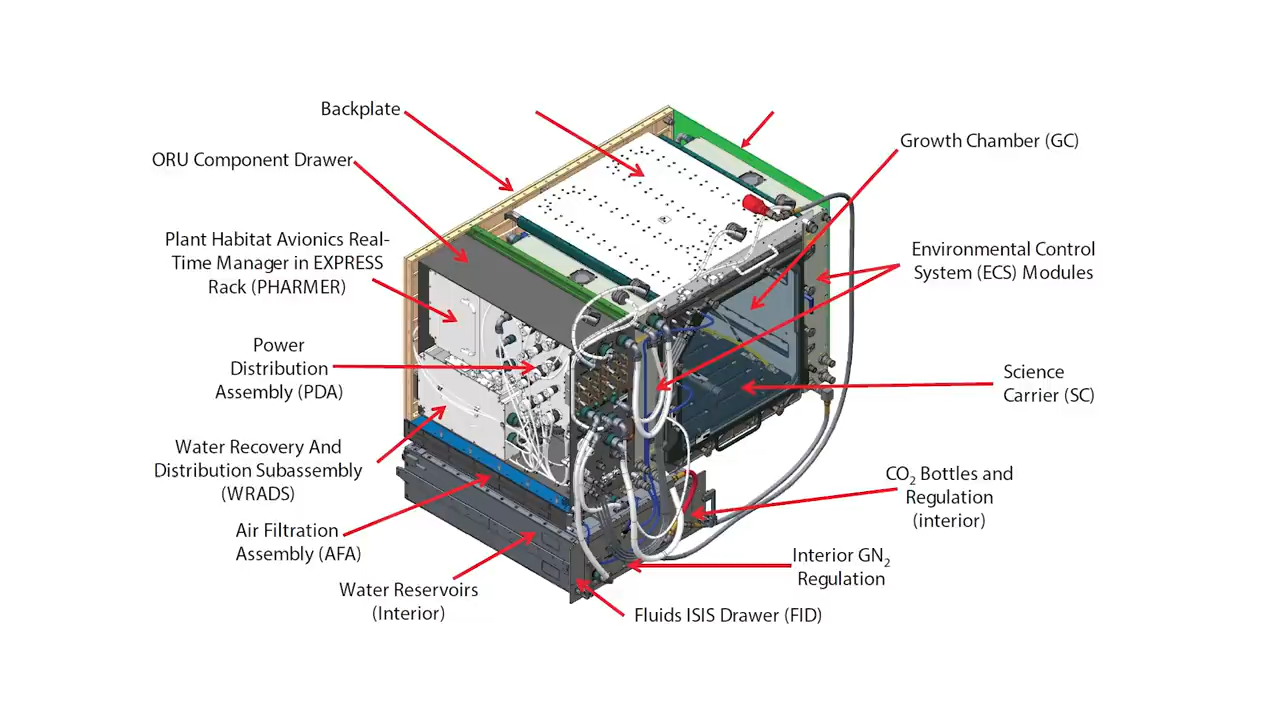 Backplate
ORU Component Drawer
Plant Habitat Avionics Real-
Time Manager in EXPRESS
Rack (PHARMER)
Power
Distribution
Assembly (PDA)
Water Recovery And
Distribution Subassembly
(WRADS)
Air Filtration
Assembly (AFA)
Water Reservoirs
(Interior)
Growth Chamber (GC)
Environmental Control
System (ECS) Modules
Science
Carrier (SC)
CO₂ Bottles and
Regulation
(interior)
Interior GN₂
Regulation
Fluids ISIS Drawer (FID)